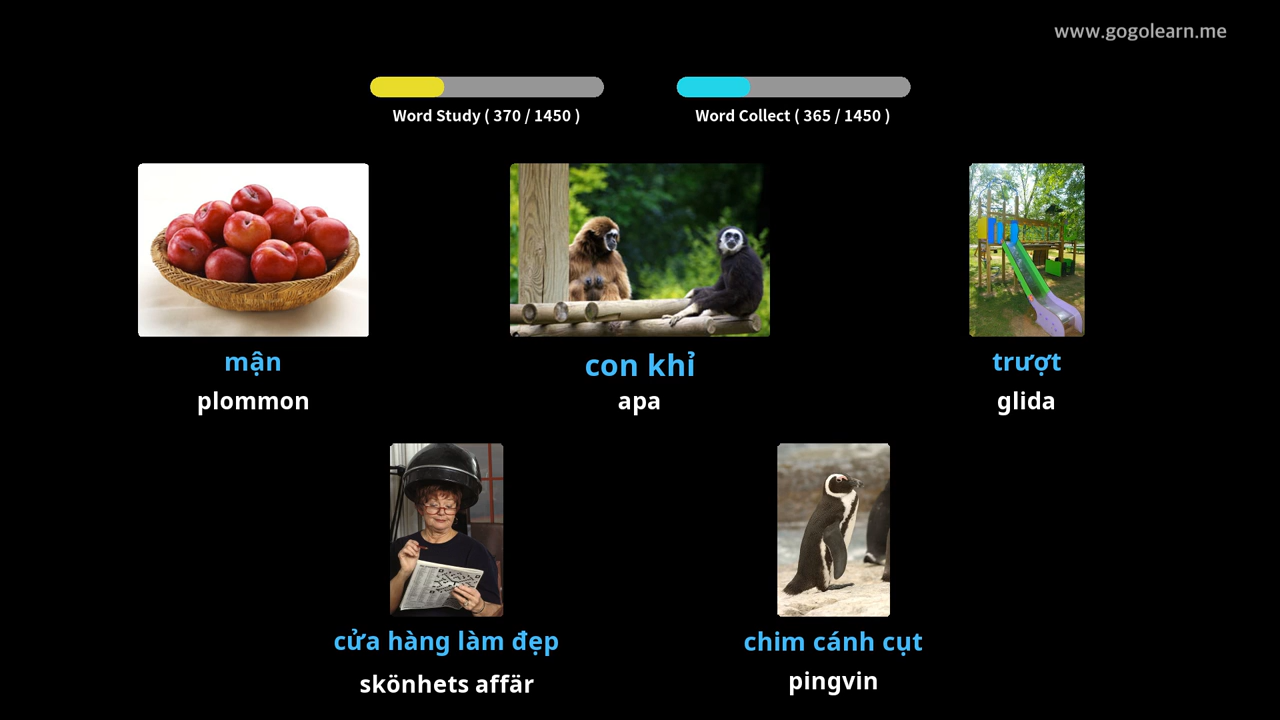 www.gogolearn.me
Word Study ( 370 / 1450 )
Word Collect ( 365 / 1450 )
mận
con khỉ
trượt
plommon
apa
glida
cửa hàng làm đẹp
chim cánh cụt
skönhets affär
pingvin